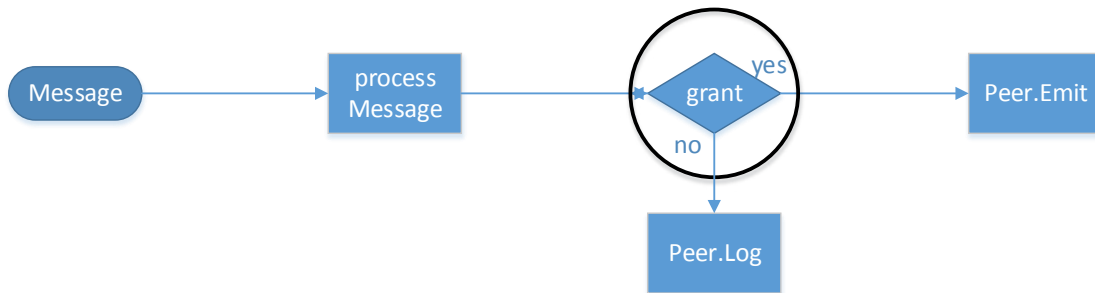 Message
process
Message
grant
yes
no
Peer.Emit
Peer.Log